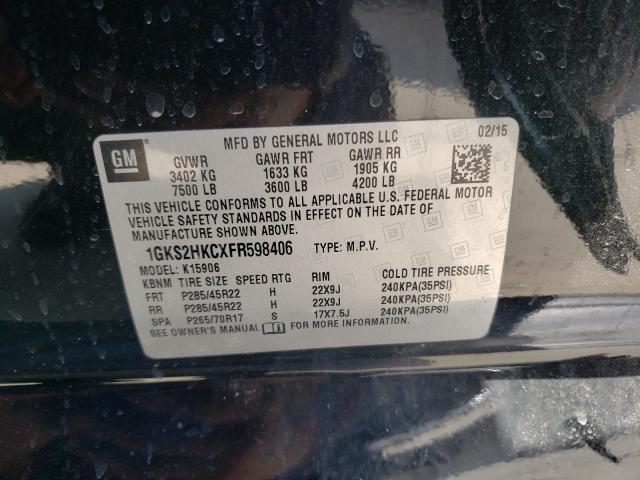 GM
MFD BY GENERAL MOTORS LLC 02/15
GVWR GAWR FRT GAWR RR
3402 KG 1633 KG 1905 KG
7500 LB 3600 LB 4200 LB
THIS VEHICLE CONFORMS TO ALL APPLICABLE U.S. FEDERAL MOTOR
VEHICLE SAFETY STANDARDS IN EFFECT ON THE DATE OF
MANUFACTURE SHOWN ABOVE.
1GKS2HKCXFR598406 TYPE: M.P.V.
MODEL: K15906
KBNM TIRE SIZE SPEED RTG RIM COLD TIRE PRESSURE
FRT P285/45R22 H 22X9J 240KPA(35PSI)
RR P285/45R22 H 22X9J 240KPA(35PSI)
SPA P265/70R17 S 17X7.5J 240KPA(35PSI)
SEE OWNER'S MANUAL FOR MORE INFORMATION.